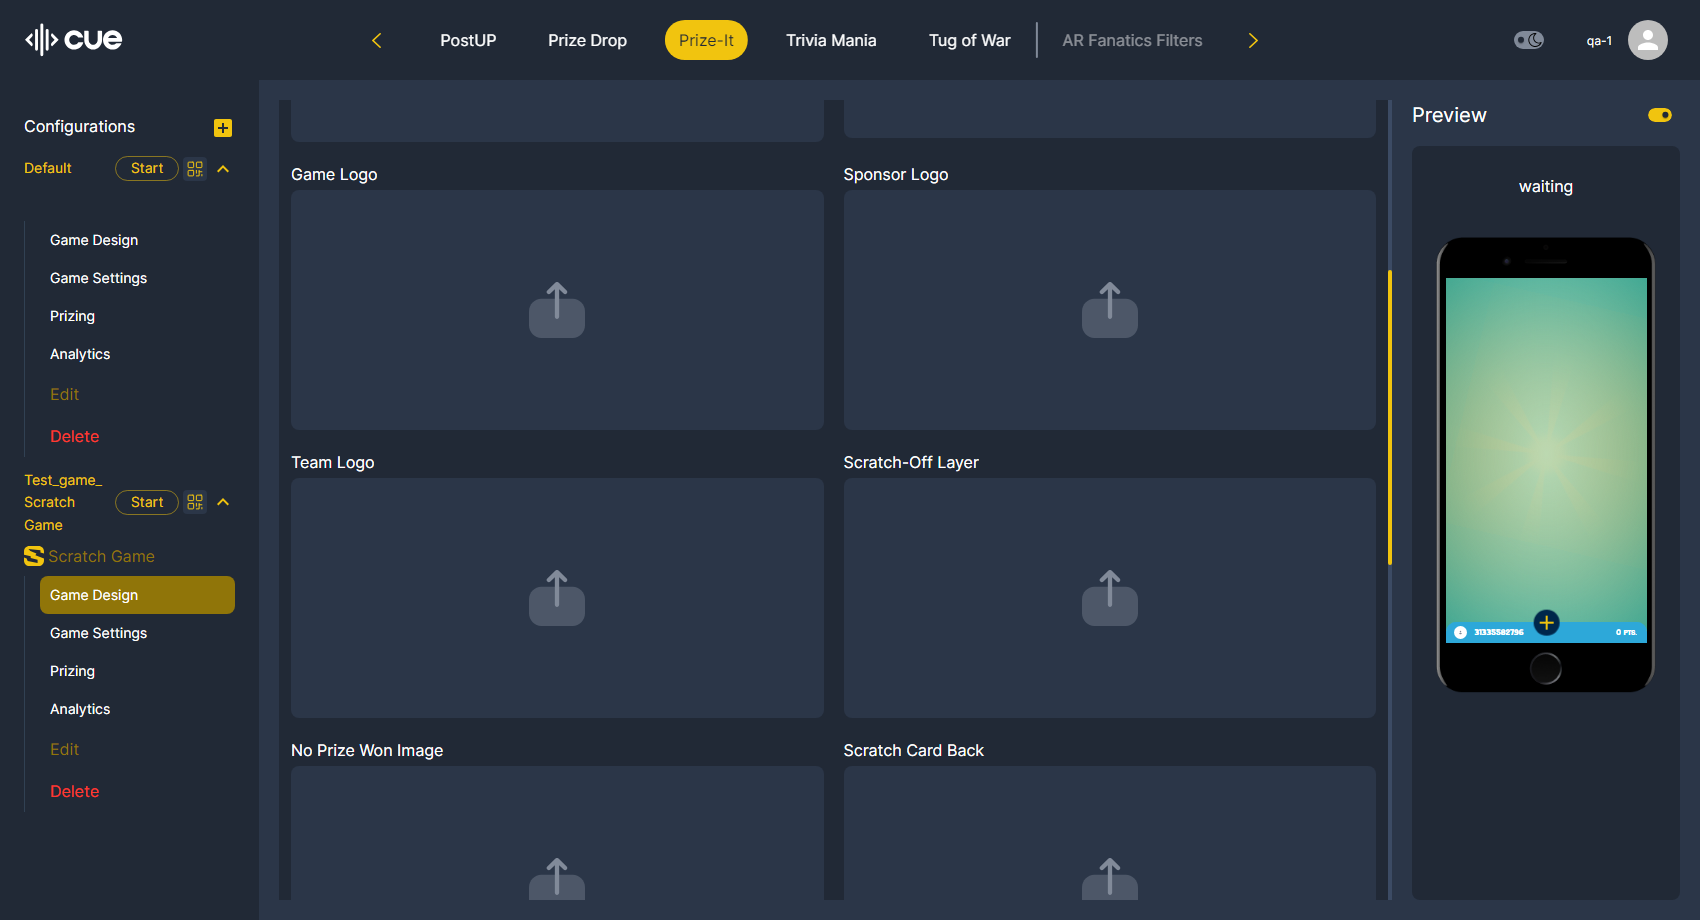 cue
PostUP
Prize Drop
Prize-It
Trivia Mania
Tug of War
AR Fanatics Filters
qa-1
Configurations
Default
Start
Game Design
Game Settings
Prizing
Analytics
Edit
Delete
Test_game_
Scratch
Game
Start
Scratch Game
Game Design
Game Settings
Prizing
Analytics
Edit
Delete
Game Logo
Sponsor Logo
Team Logo
Scratch-Off Layer
No Prize Won Image
Scratch Card Back
Preview
waiting
31335582796
0 PTS.